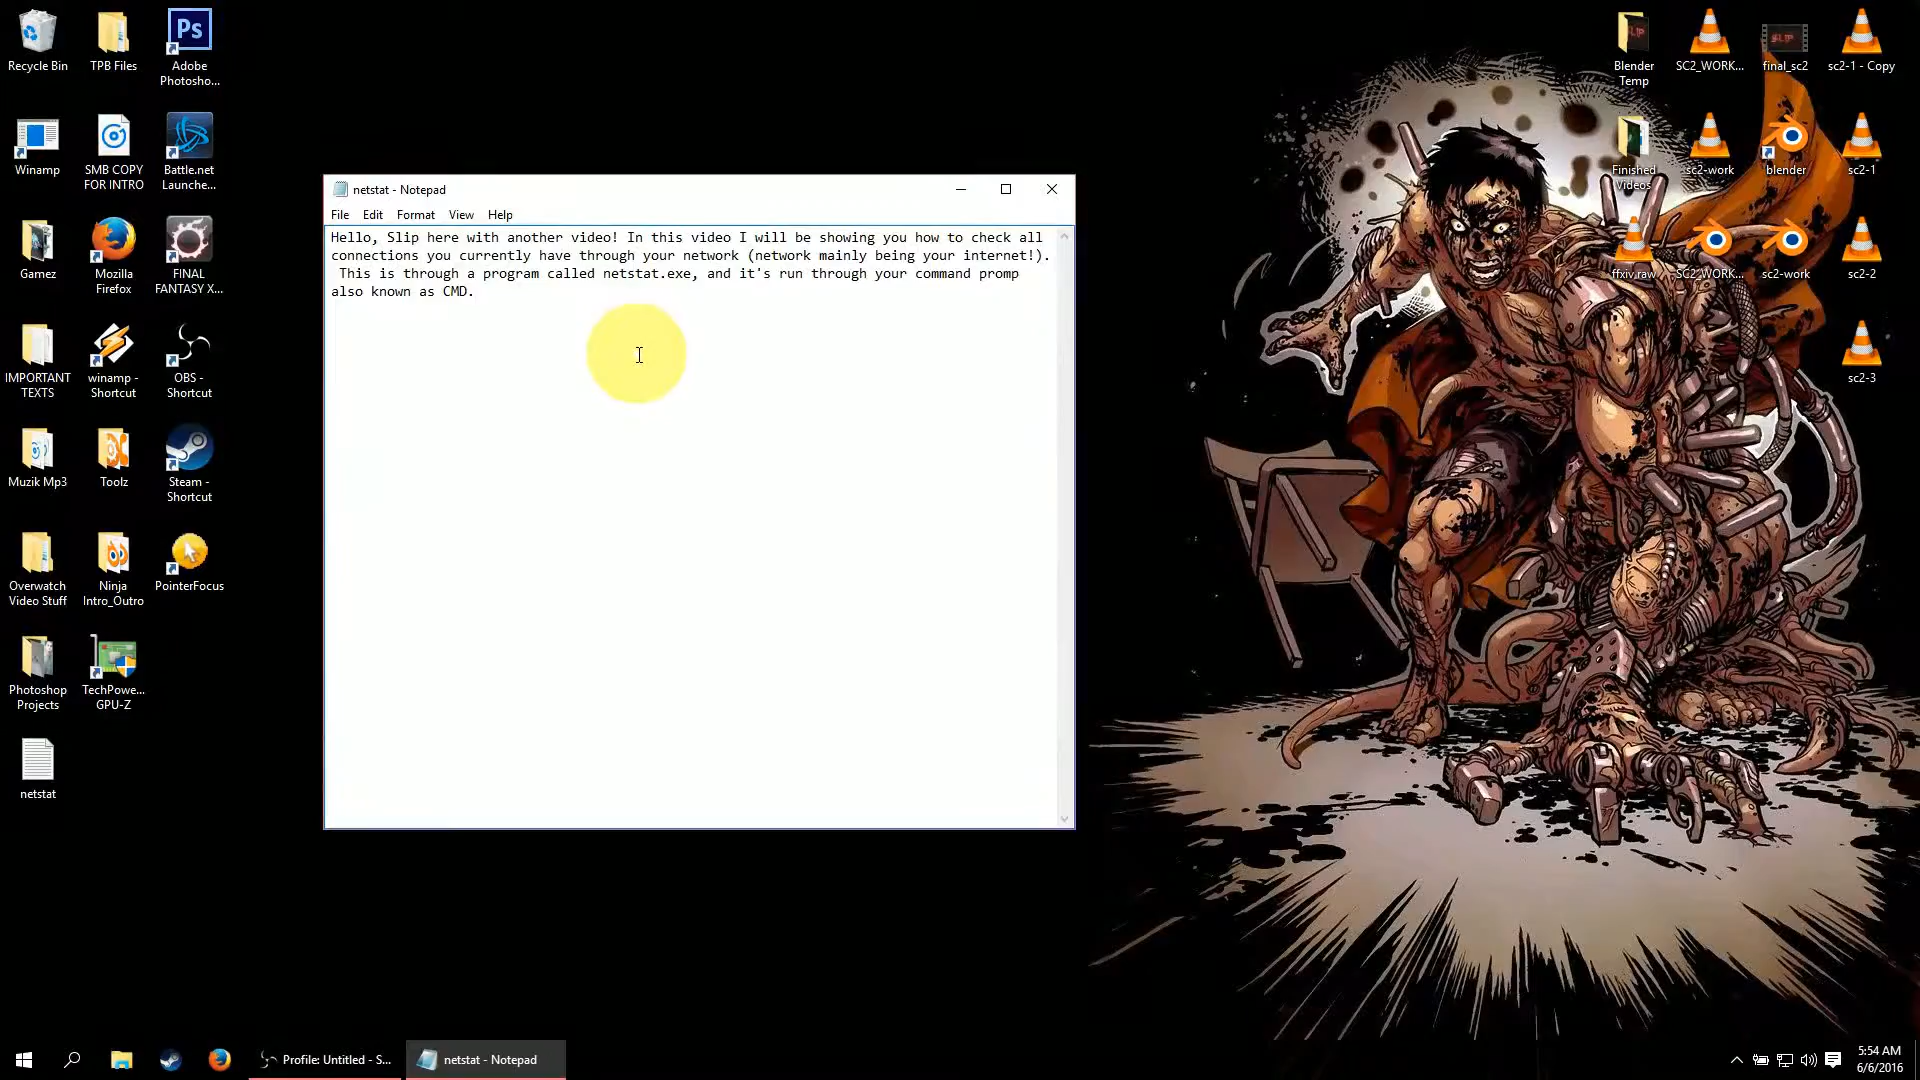 Recycle Bin
TPB Files
Adobe
Photosho...
Winamp
SMB COPY
FOR INTRO
Battle.net
Launche...
Gamez
Mozilla
Firefox
FINAL
FANTASY X...
IMPORTANT
TEXTS
winamp -
Shortcut
OBS -
Shortcut
Muzik Mp3
Toolz
Steam -
Shortcut
Overwatch
Video Stuff
Ninja
Intro_Outro
PointerFocus
Photoshop
Projects
TechPowe...
GPU-Z
netstat
netstat - Notepad
File Edit Format View Help
Hello, Slip here with another video! In this video I will be showing you how to check all
connections you currently have through your network (network mainly being your internet!).
This is through a program called netstat.exe, and it's run through your command promp
also known as CMD.
Blender
Temp
SC2_WORK...
final_sc2
sc2-1 - Copy
Finished
Videos
sc2-work
blender
sc2-1
ffxiv.raw
SC2_WORK...
sc2-work
sc2-2
sc2-3
Profile: Untitled - S...
netstat - Notepad
5:54 AM
6/6/2016
Ps
SLIP